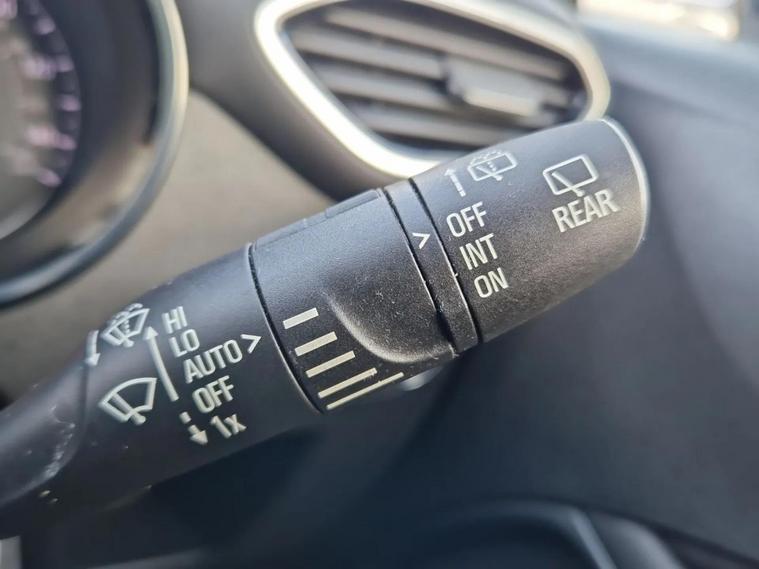 HI
LO
AUTO >
OFF
1x
>
OFF
INT
ON
REAR